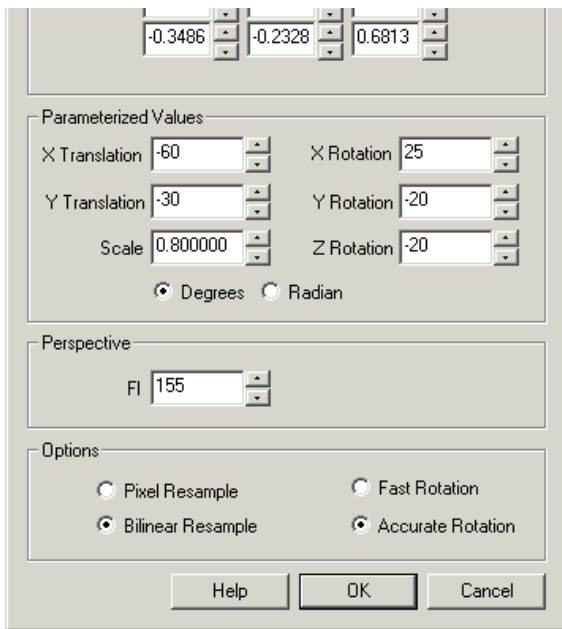 -0.3486 -0.2328 0.6813
Parameterized Values
X Translation -60 X Rotation 25
Y Translation -30 Y Rotation -20
Scale 0.800000 Z Rotation -20
Degrees Radian
Perspective
Fl 155
Options
Pixel Resample Fast Rotation
Bilinear Resample Accurate Rotation
Help OK Cancel